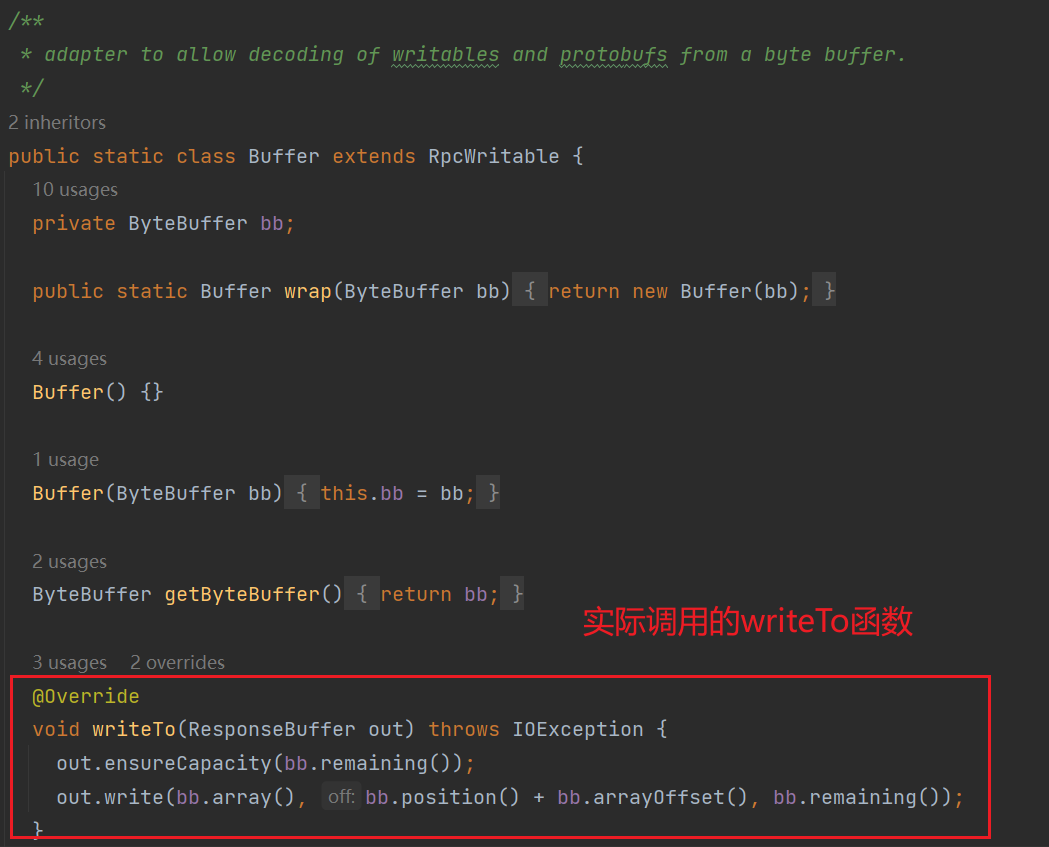 /**
 * adapter to allow decoding of writables and protobufs from a byte buffer.
 */
2 inheritors
public static class Buffer extends RpcWritable {
10 usages
private ByteBuffer bb;
public static Buffer wrap(ByteBuffer bb) { return new Buffer(bb); }
4 usages
Buffer() {}
1 usage
Buffer(ByteBuffer bb) { this.bb = bb; }
2 usages
ByteBuffer getByteBuffer() { return bb; }
实际调用的writeTo函数
3 usages 2 overrides
@Override
void writeTo(ResponseBuffer out) throws IOException {
out.ensureCapacity(bb.remaining());
out.write(bb.array(), off: bb.position() + bb.arrayOffset(), bb.remaining());
}